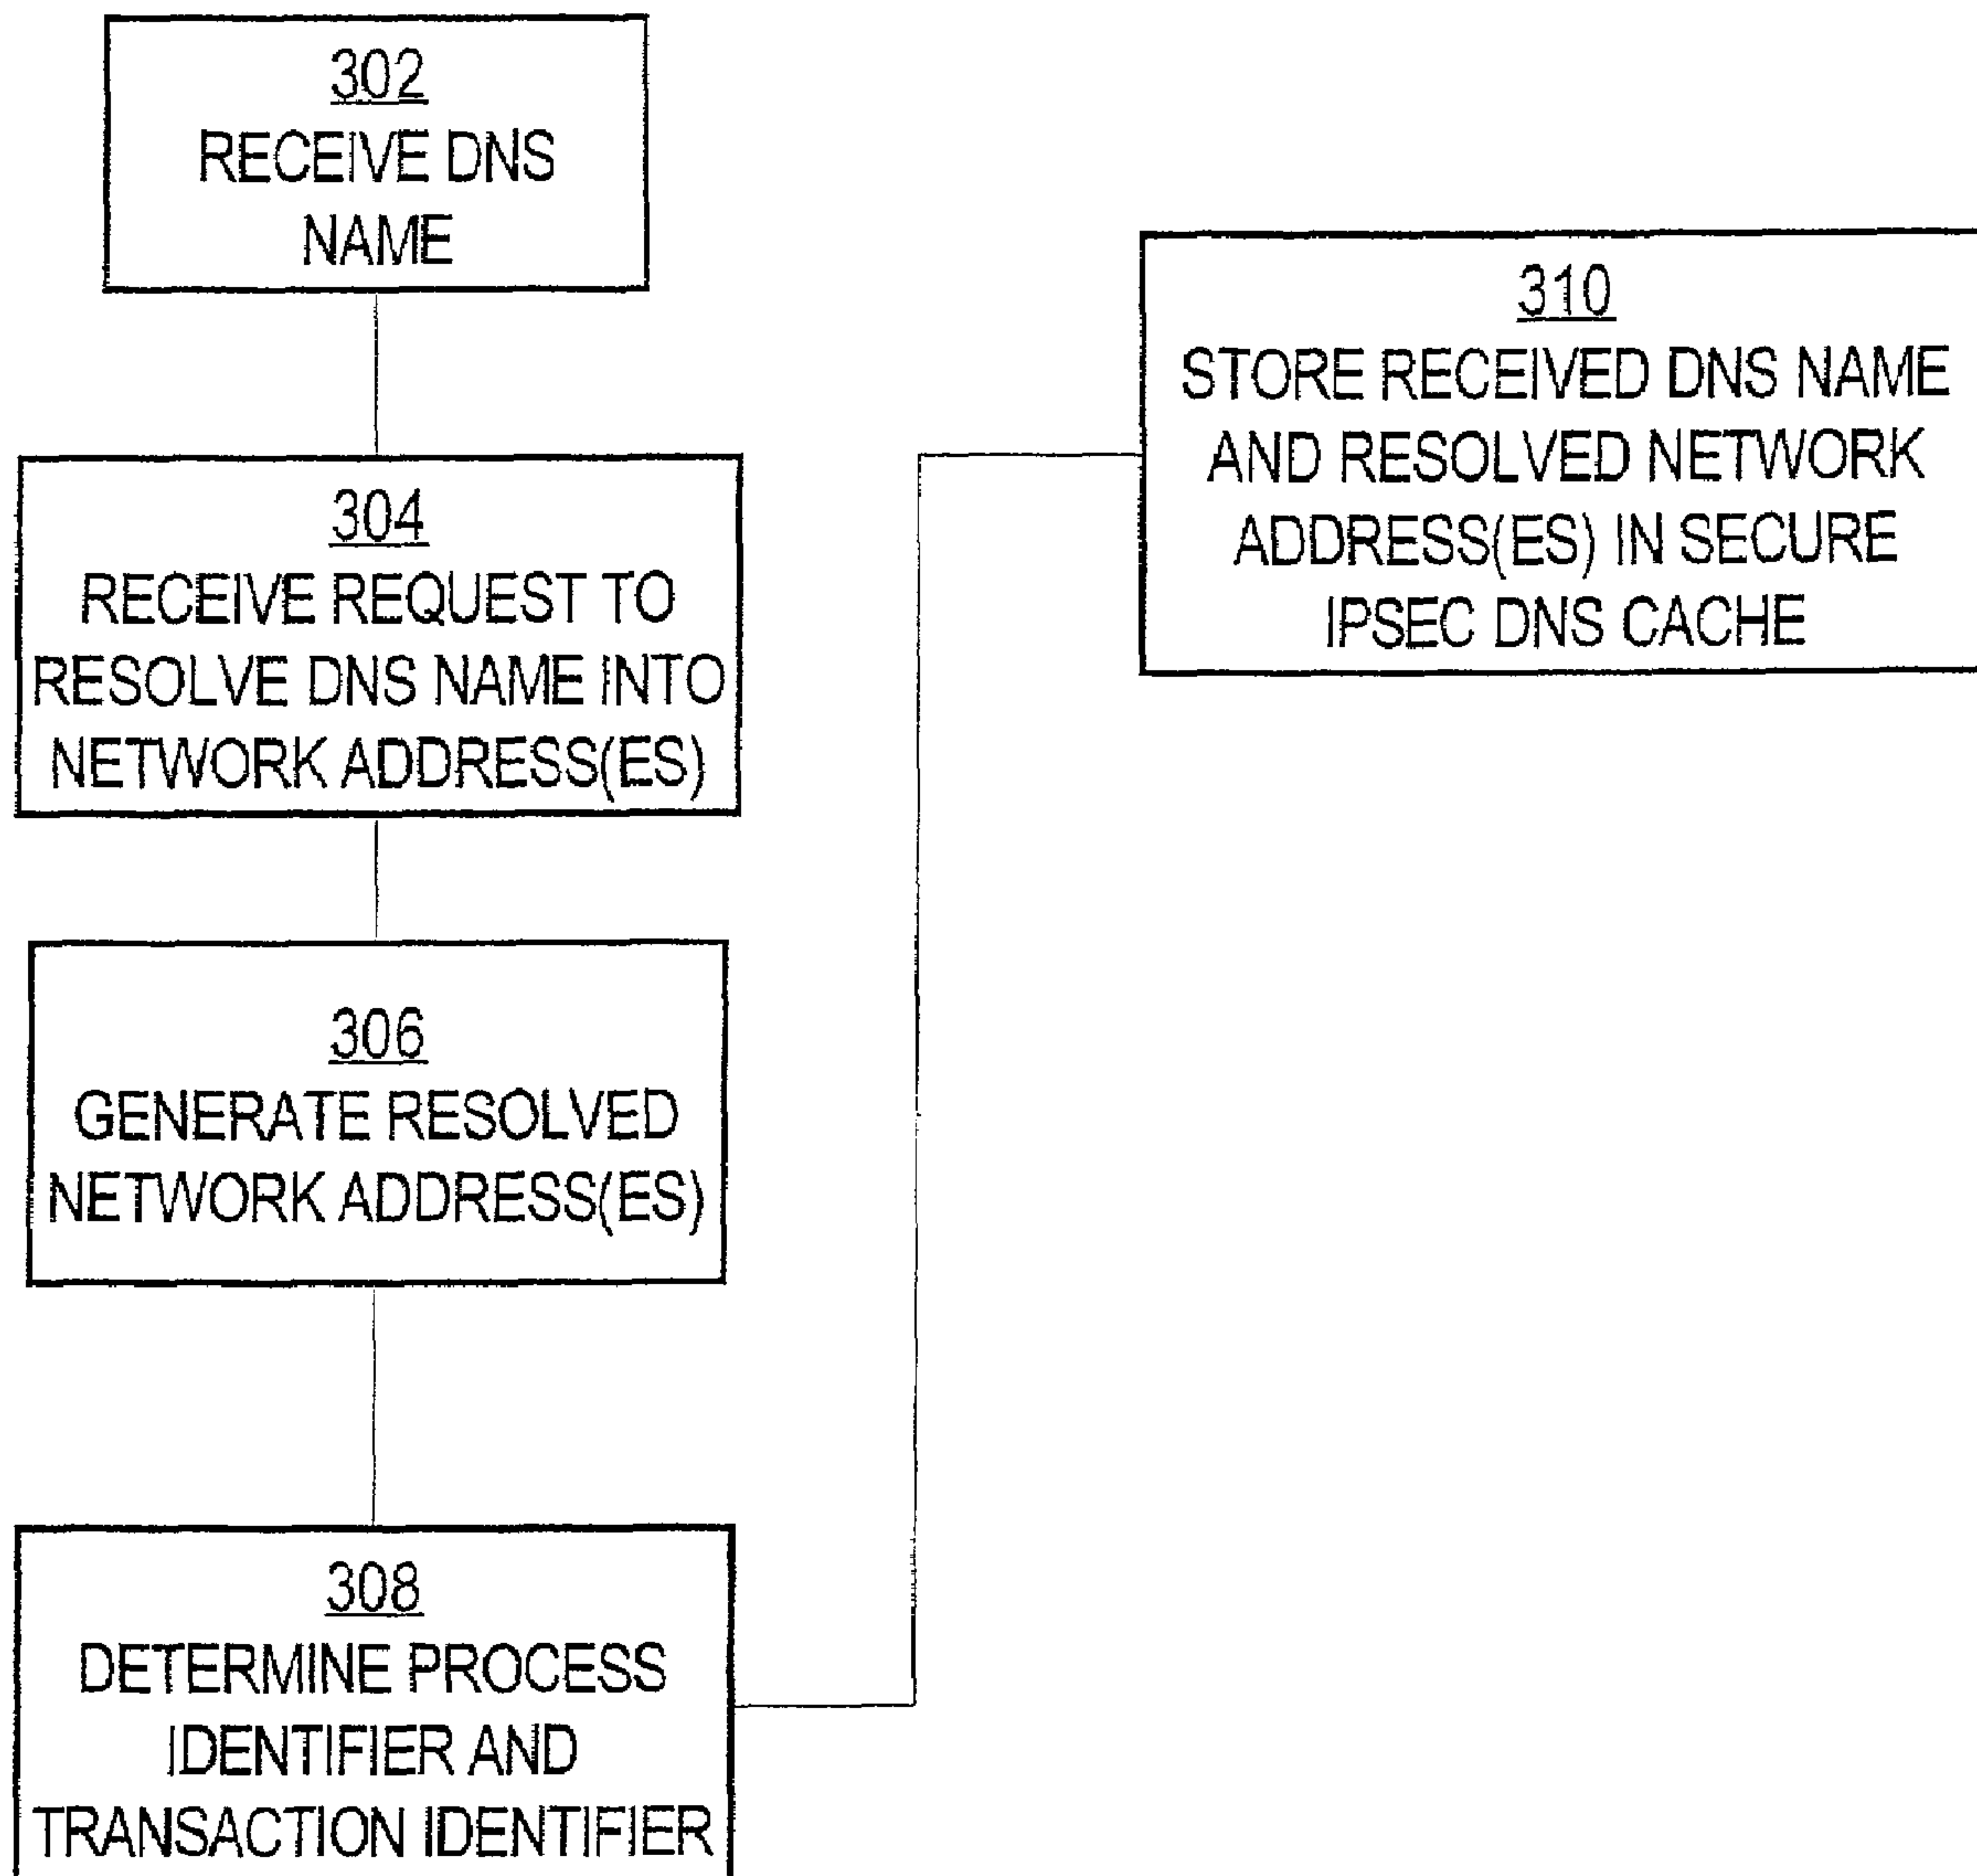 302
RECEIVE DNS
NAME
304
RECEIVE REQUEST TO
RESOLVE DNS NAME INTO
NETWORK ADDRESS(ES)
306
GENERATE RESOLVED
NETWORK ADDRESS(ES)
308
DETERMINE PROCESS
IDENTIFIER AND
TRANSACTION IDENTIFIER
310
STORE RECEIVED DNS NAME
AND RESOLVED NETWORK
ADDRESS(ES) IN SECURE
IPSEC DNS CACHE